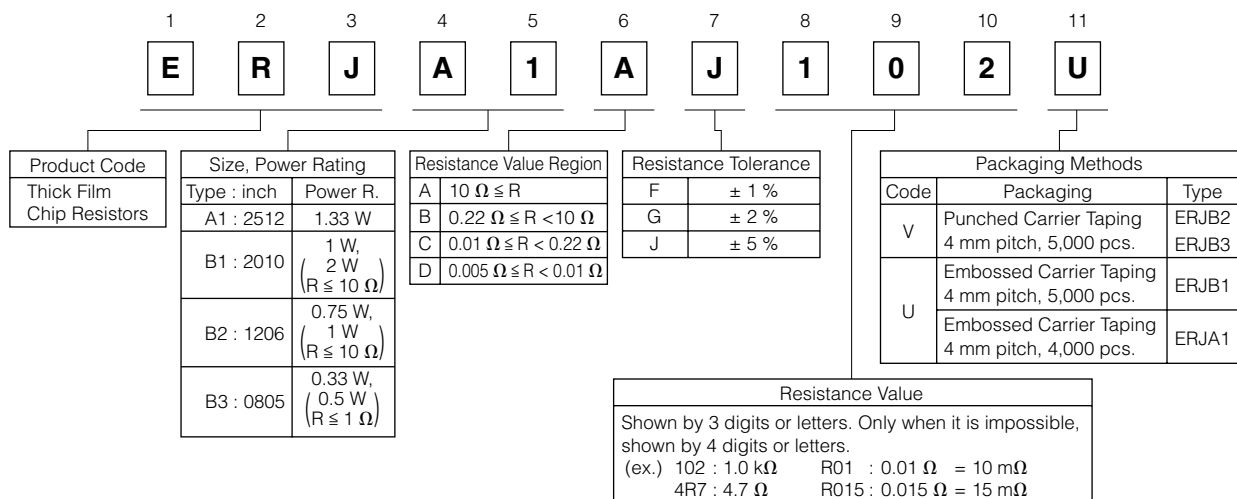 1 2 3 4 5 6 7 8 9 10 11
E R J A 1 A J 1 0 2 U
Product Code
Thick Film
Chip Resistors
Size, Power Rating
Type : inch Power R.
A1 : 2512 1.33 W
B1 : 2010 1 W, (2 W R ≦ 10 Ω)
B2 : 1206 0.75 W, (1 W R ≦ 10 Ω)
B3 : 0805 0.33 W, (0.5 W R ≦ 1 Ω)
Resistance Value Region
A 10 Ω ≦ R
B 0.22 Ω ≦ R < 10 Ω
C 0.01 Ω ≦ R < 0.22 Ω
D 0.005 Ω ≦ R < 0.01 Ω
Resistance Tolerance
F ± 1 %
G ± 2 %
J ± 5 %
Packaging Methods
Code Packaging Type
V Punched Carrier Taping 4 mm pitch, 5,000 pcs. ERJB2 ERJB3
U Embossed Carrier Taping 4 mm pitch, 5,000 pcs. ERJB1
Embossed Carrier Taping 4 mm pitch, 4,000 pcs. ERJA1
Resistance Value
Shown by 3 digits or letters. Only when it is impossible,
shown by 4 digits or letters.
(ex.) 102 : 1.0 kΩ R01 : 0.01 Ω = 10 mΩ
4R7 : 4.7 Ω R015 : 0.015 Ω = 15 mΩ